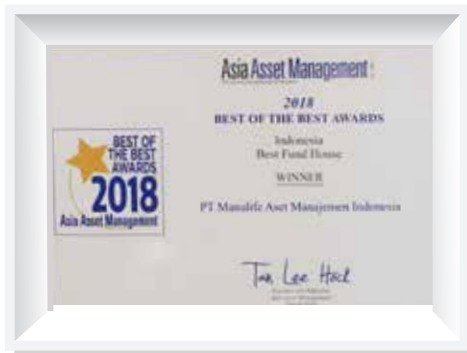 BEST OF
THE BEST
AWARDS
2018
Asia Asset Management
Asia Asset Management
2018
BEST OF THE BEST AWARDS
Indonesia
Best Fund House
WINNER
PT Manulife Aset Manajemen Indonesia
Tan Lee Hock